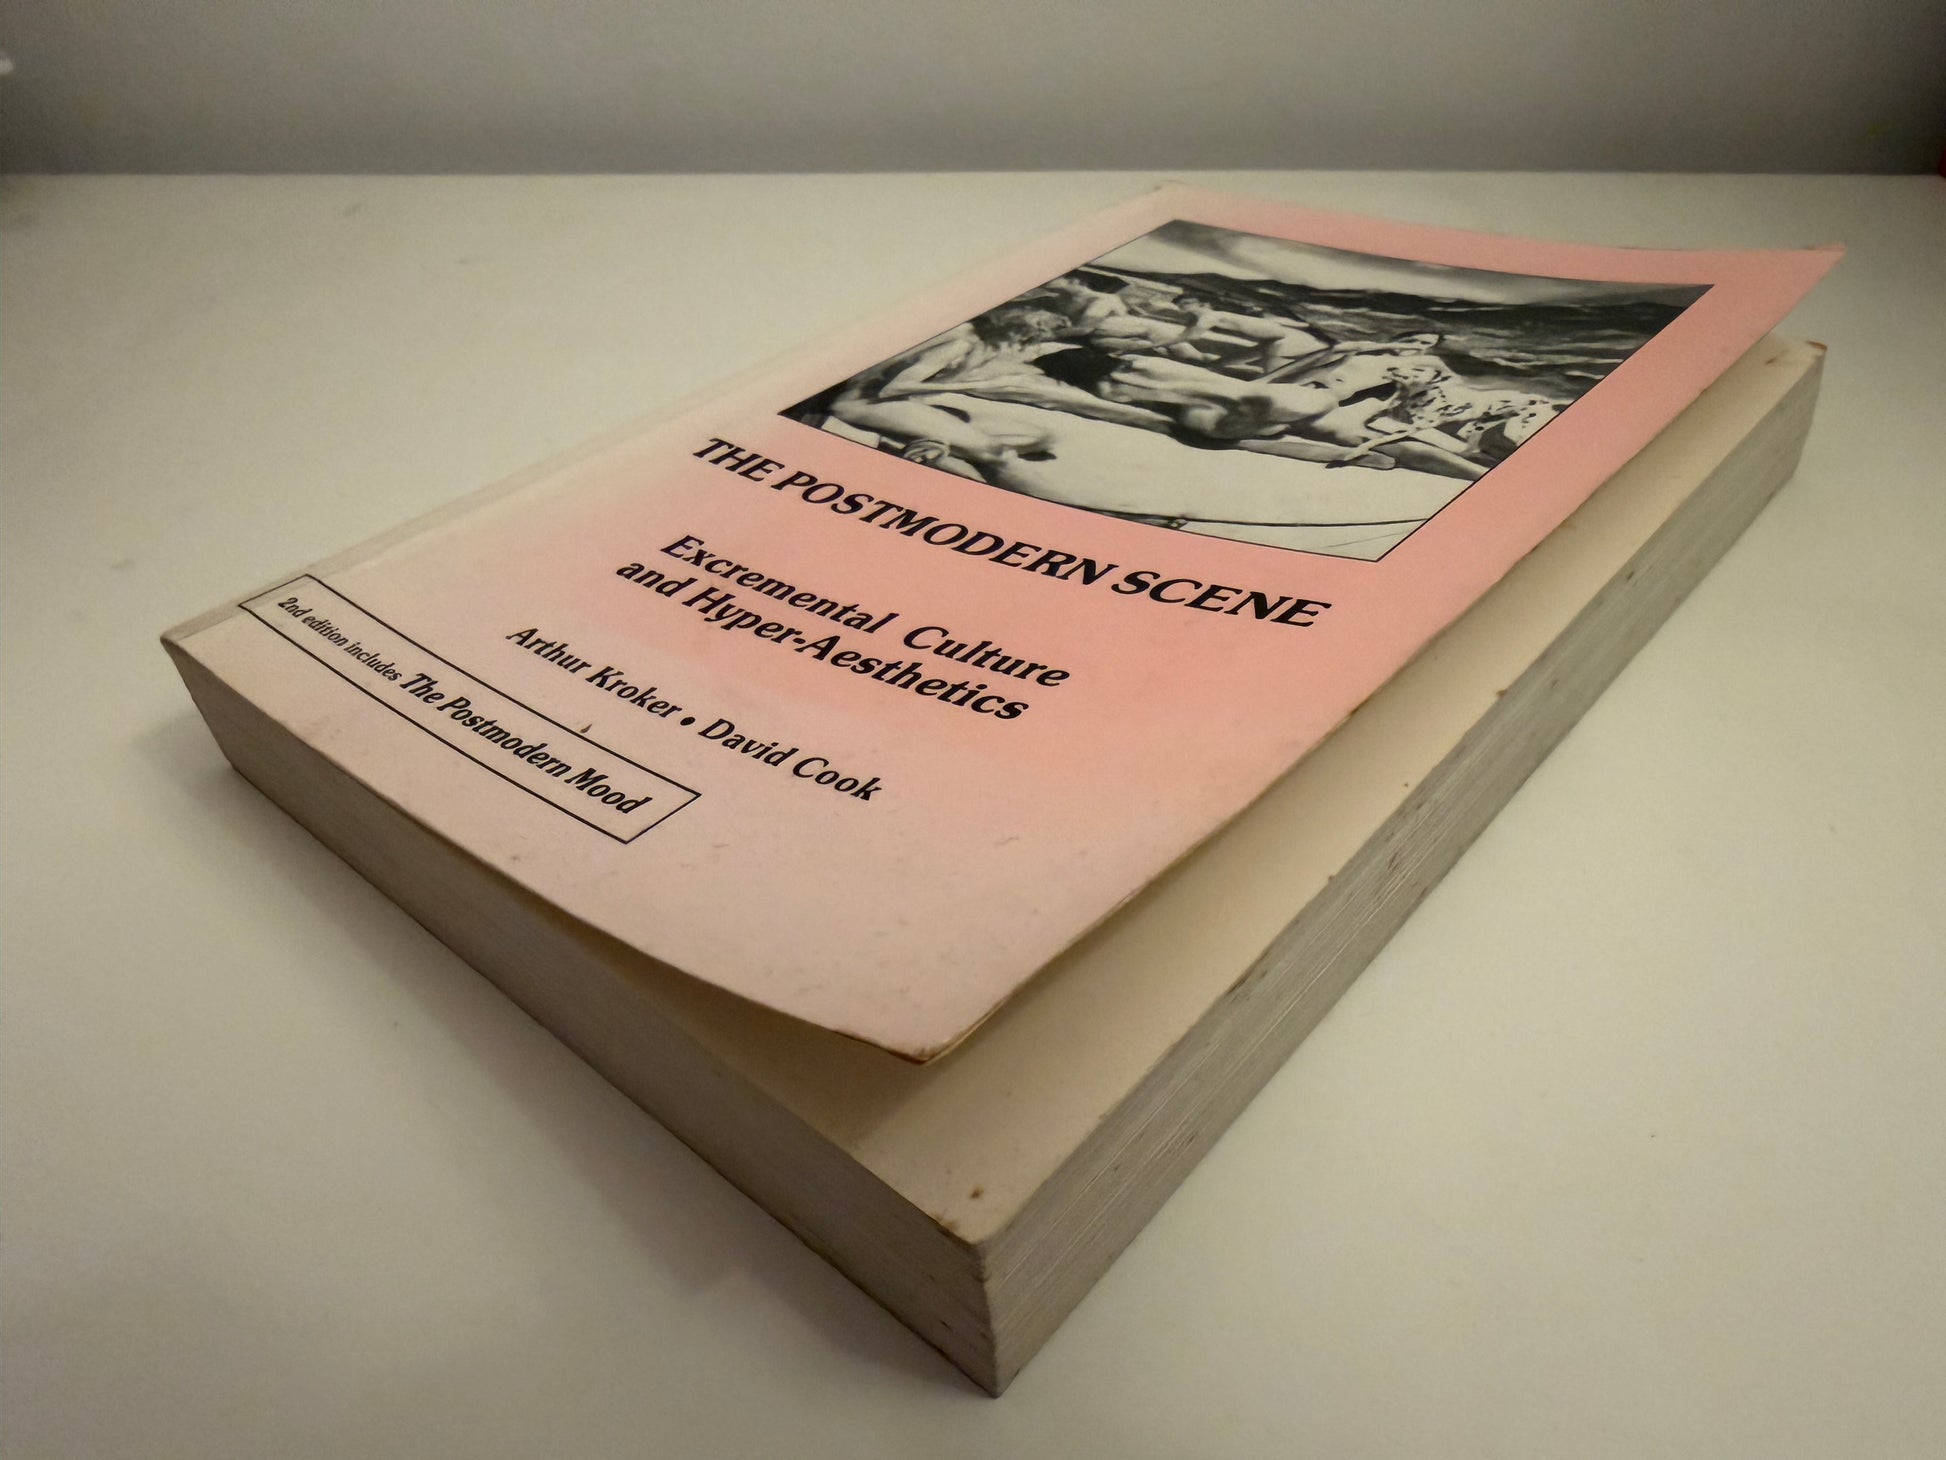 THE POSTMODERN SCENE
Excremental Culture
and Hyper-Aesthetics
Arthur Kroker • David Cook
2nd edition includes The Postmodern Mood